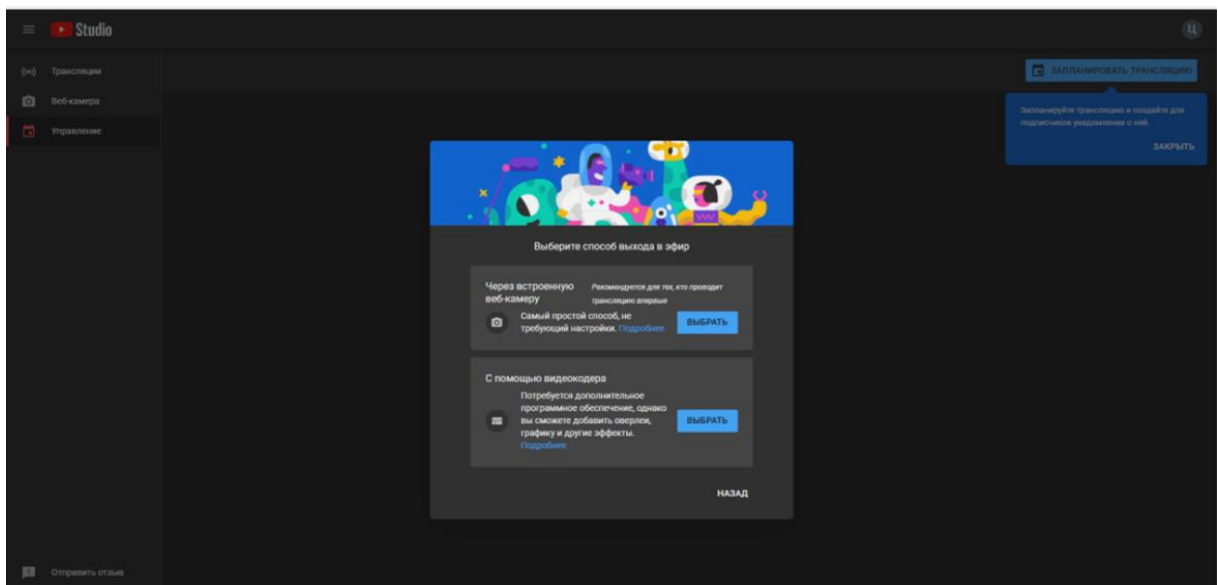 Studio
Ц
Трансляции
ЗАПЛАНИРОВАТЬ ТРАНСЛЯЦИЮ
Веб-камера
Запланируйте трансляцию и создайте для
подписчиков уведомление о ней.
Управление
ЗАКРЫТЬ
Выберите способ выхода в эфир
Через встроенную
веб-камеру
Рекомендуется для тех, кто проводит
трансляцию впервые
Самый простой способ, не
требующий настройки. Подробнее
ВЫБРАТЬ
С помощью видеокодера
Потребуется дополнительное
программное обеспечение, однако
вы сможете добавить оверлеи,
графику и другие эффекты.
Подробнее
ВЫБРАТЬ
НАЗАД
Отправить отзыв